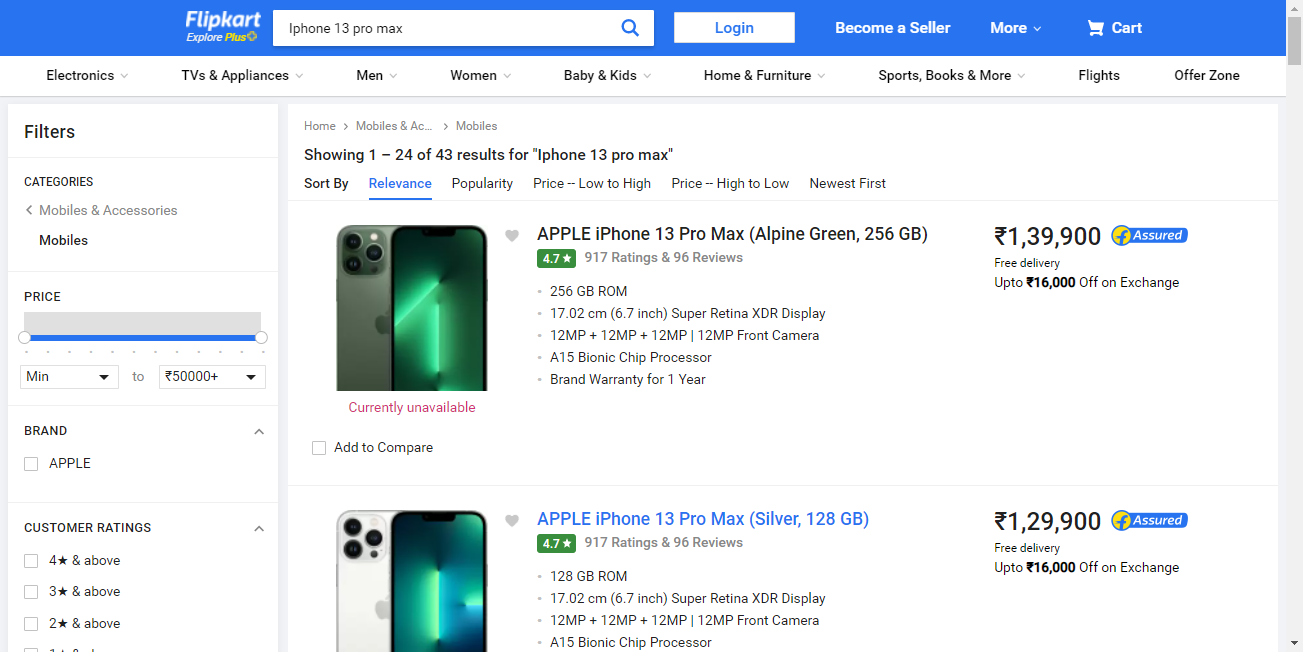 Flipkart
Explore Plus
Iphone 13 pro max
Login
Become a Seller
More
Cart
Electronics
TVs & Appliances
Men
Women
Baby & Kids
Home & Furniture
Sports, Books & More
Flights
Offer Zone
Filters
CATEGORIES
Mobiles & Accessories
Mobiles
PRICE
Min
to
₹50000+
BRAND
APPLE
CUSTOMER RATINGS
4★ & above
3★ & above
2★ & above
Home
Mobiles & Ac...
Mobiles
Showing 1 – 24 of 43 results for "Iphone 13 pro max"
Sort By
Relevance
Popularity
Price -- Low to High
Price -- High to Low
Newest First
Currently unavailable
Add to Compare
APPLE iPhone 13 Pro Max (Alpine Green, 256 GB)
4.7★ 917 Ratings & 96 Reviews
256 GB ROM
17.02 cm (6.7 inch) Super Retina XDR Display
12MP + 12MP + 12MP | 12MP Front Camera
A15 Bionic Chip Processor
Brand Warranty for 1 Year
₹1,39,900
Assured
Free delivery
Upto ₹16,000 Off on Exchange
APPLE iPhone 13 Pro Max (Silver, 128 GB)
4.7★ 917 Ratings & 96 Reviews
128 GB ROM
17.02 cm (6.7 inch) Super Retina XDR Display
12MP + 12MP + 12MP | 12MP Front Camera
A15 Bionic Chip Processor
₹1,29,900
Assured
Free delivery
Upto ₹16,000 Off on Exchange